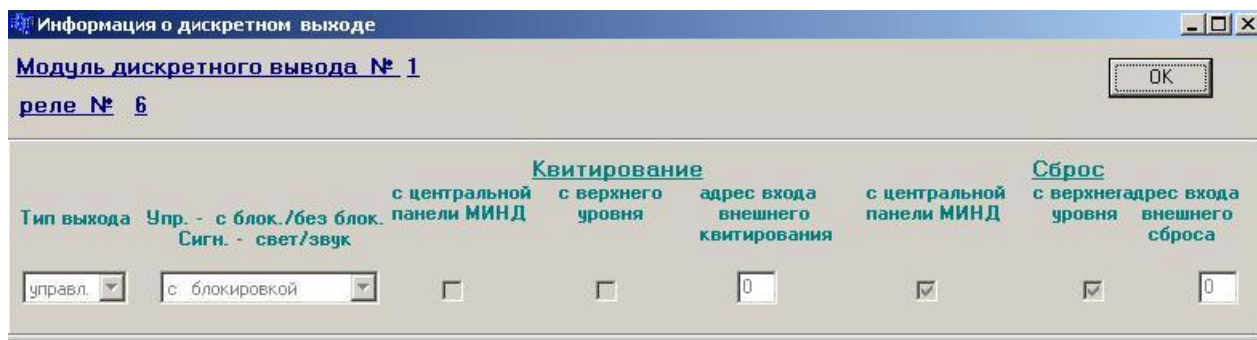 Информация о дискретном выходе
Модуль дискретного вывода № 1
OK
реле № 6
Квитирование
Сброс
Тип выхода
Упр. - с блок./без блок.
Сигн. - свет/звук
с центральной
панели МИНД
с верхнего
уровня
адрес входа
внешнего
квитирования
с центральной
панели МИНД
с верхнег
уровня
адрес входа
внешнего
сброса
управл.
с блокировкой
0
0